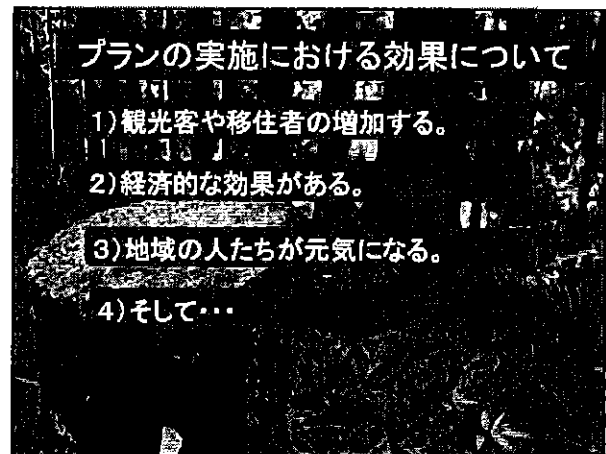 プランの実施における効果について
1)観光客や移住者の増加する。
2)経済的な効果がある。
3)地域の人たちが元気になる。
4)そして・・・